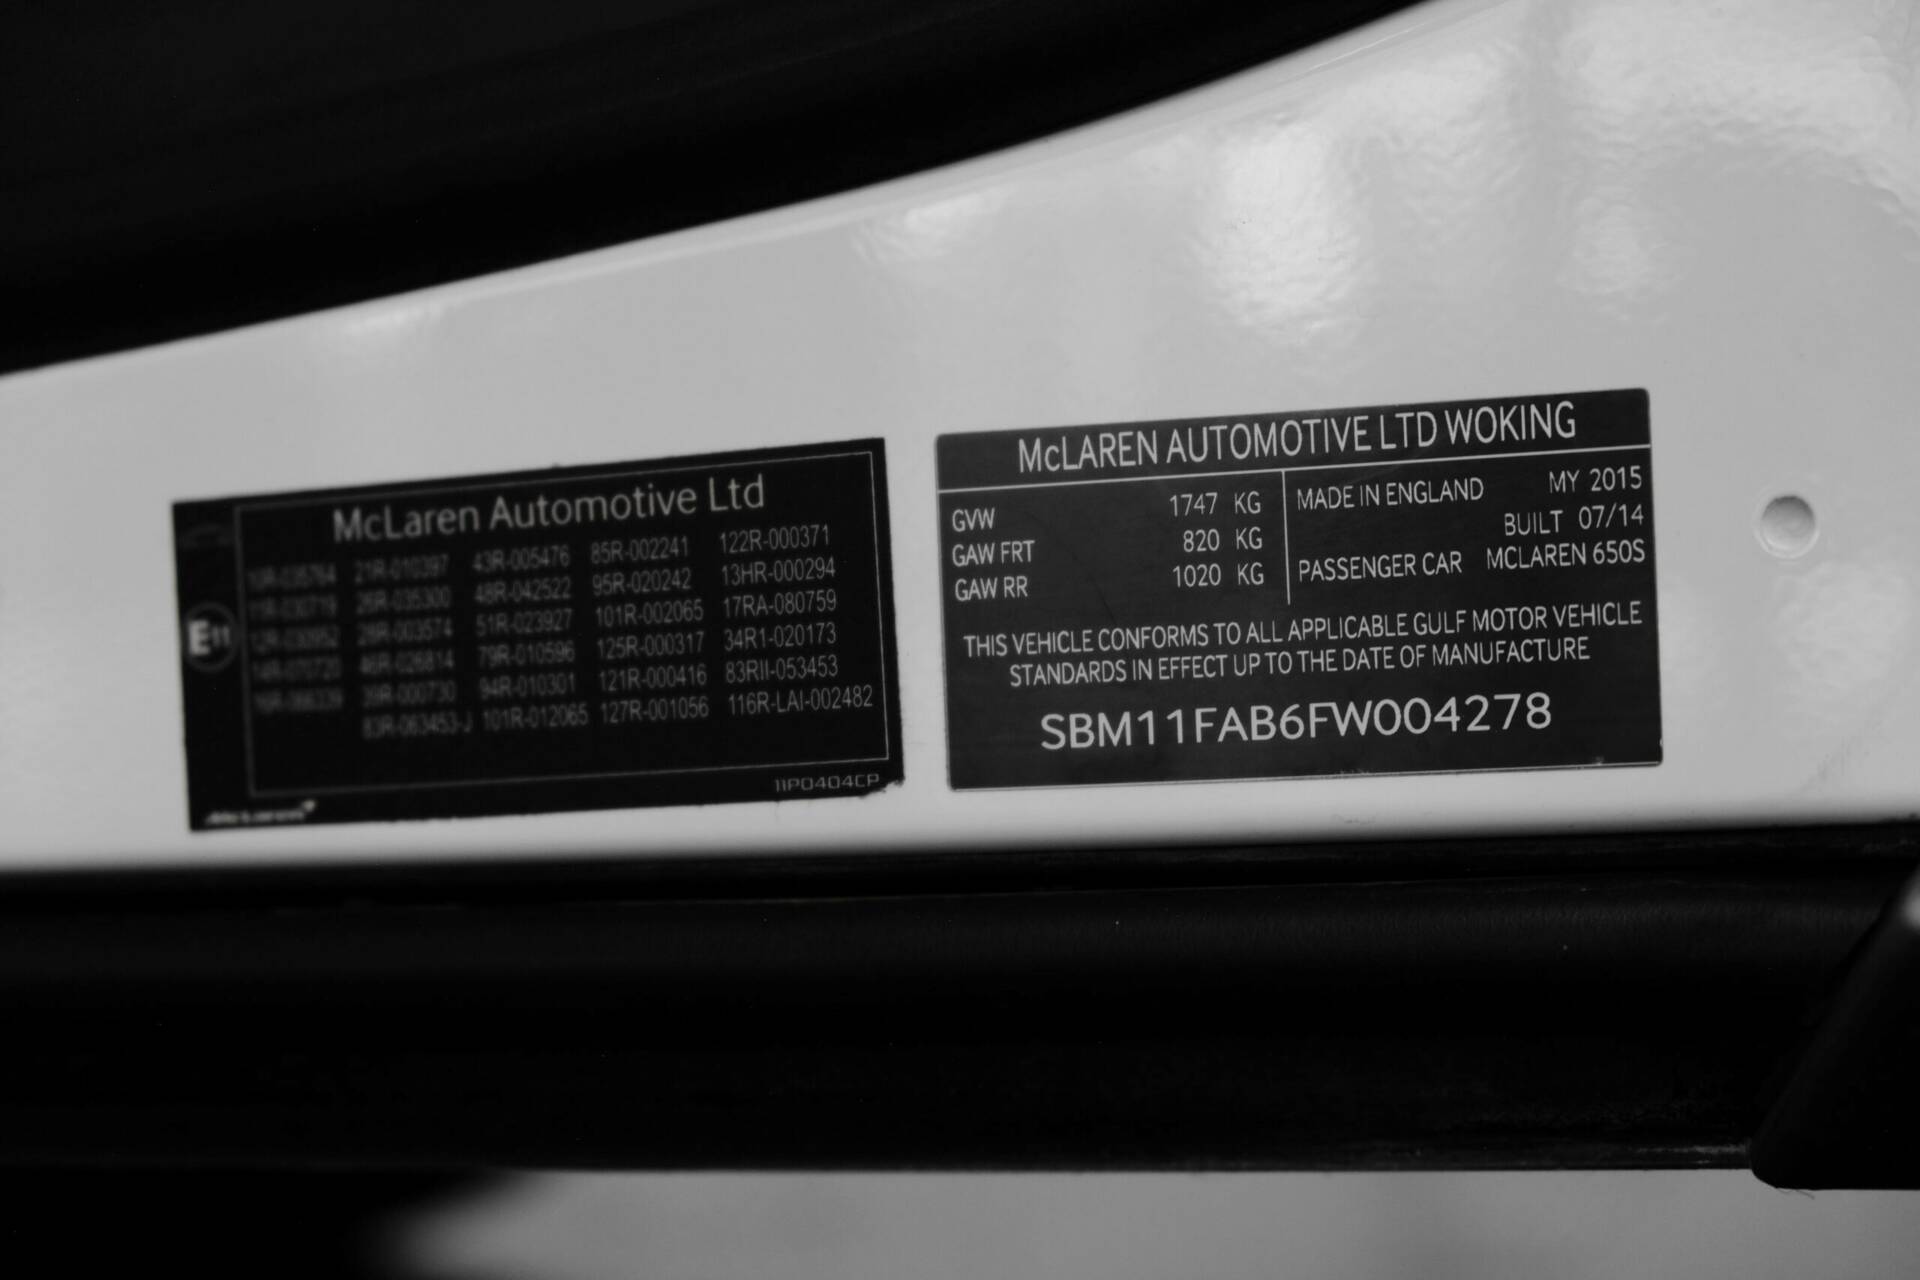 McLaren Automotive Ltd
21R-010397 43R-005476 85R-002241 122R-000371
26R-035300 48R-042522 95R-020242 13HR-000294
28R-003574 51R-023927 101R-002065 17RA-080759
46R-026814 79R-010596 125R-000317 34R1-020173
39R-000730 94R-010301 121R-000416 83RII-053453
101R-012065 127R-001056 116R-LAI-002482
E11
11P0404CP
McLAREN AUTOMOTIVE LTD WOKING
GVW 1747 KG
GAW FRT 820 KG
GAW RR 1020 KG
MADE IN ENGLAND MY 2015
BUILT 07/14
PASSENGER CAR MCLAREN 650S
THIS VEHICLE CONFORMS TO ALL APPLICABLE GULF MOTOR VEHICLE
STANDARDS IN EFFECT UP TO THE DATE OF MANUFACTURE
SBM11FAB6FW004278